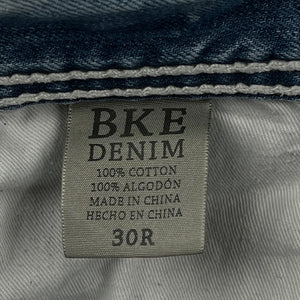 BKE
DENIM
100% COTTON
100% ALGODÓN
MADE IN CHINA
HECHO EN CHINA
30R